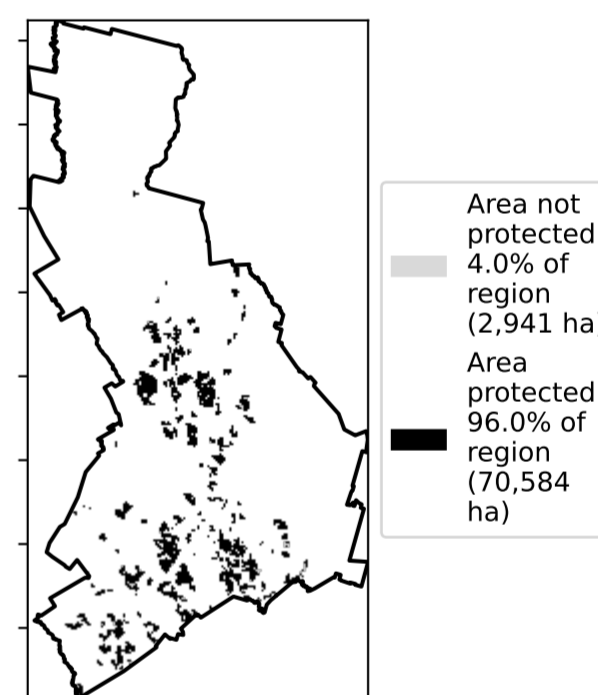 Area not
protected
4.0% of
region
(2,941 ha)
Area
protected
96.0% of
region
(70,584
ha)